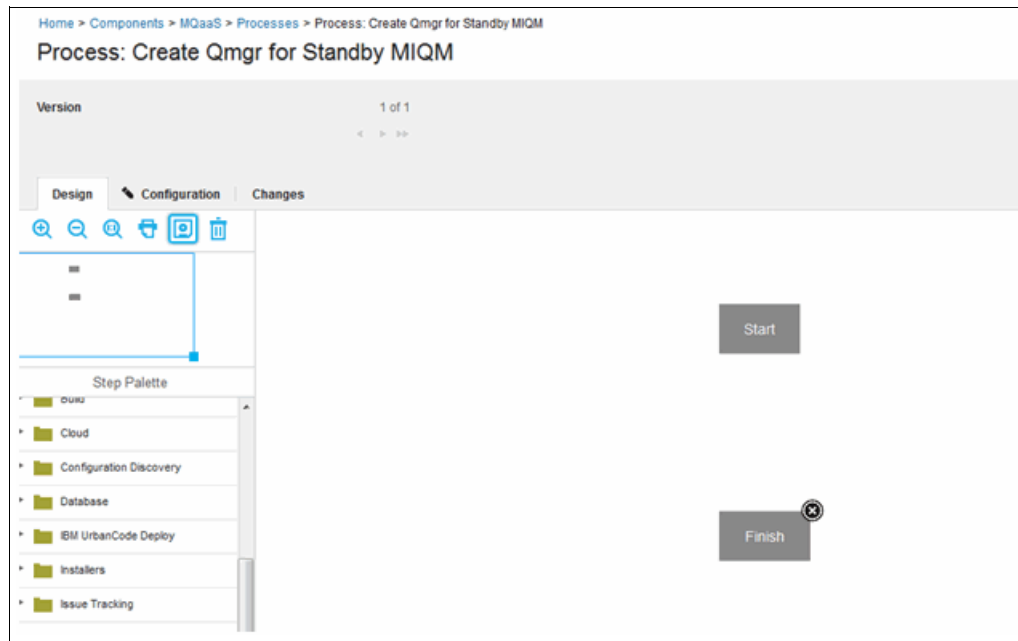 Home > Components > MQaaS > Processes > Process: Create Qmgr for Standby MIQM
Process: Create Qmgr for Standby MIQM
Version 1 of 1
Design Configuration Changes
Start
Step Palette
Build
Cloud
Configuration Discovery
Database
IBM UrbanCode Deploy
Finish
Installers
Issue Tracking